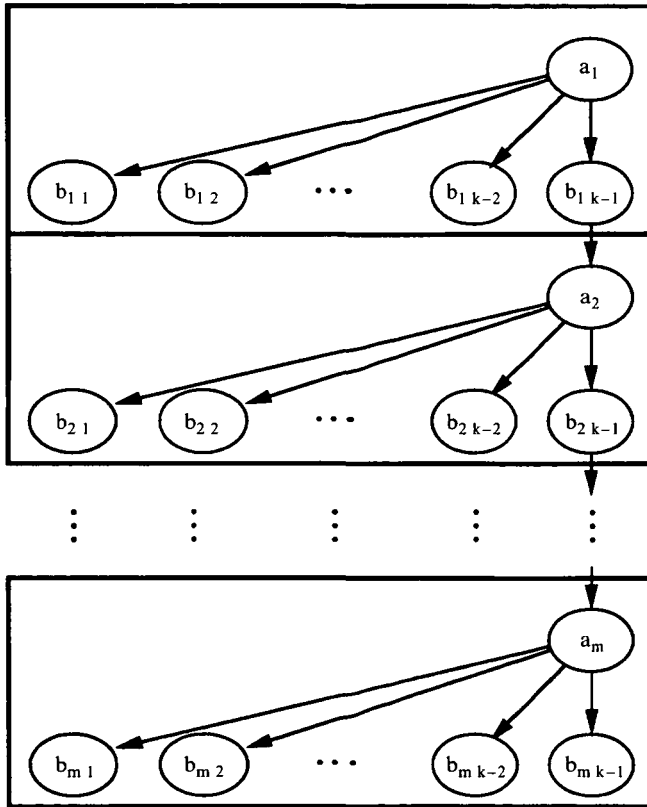 a1
b1 1 b1 2 ... b1 k-2 b1 k-1
a2
b2 1 b2 2 ... b2 k-2 b2 k-1
am
bm 1 bm 2 ... bm k-2 bm k-1